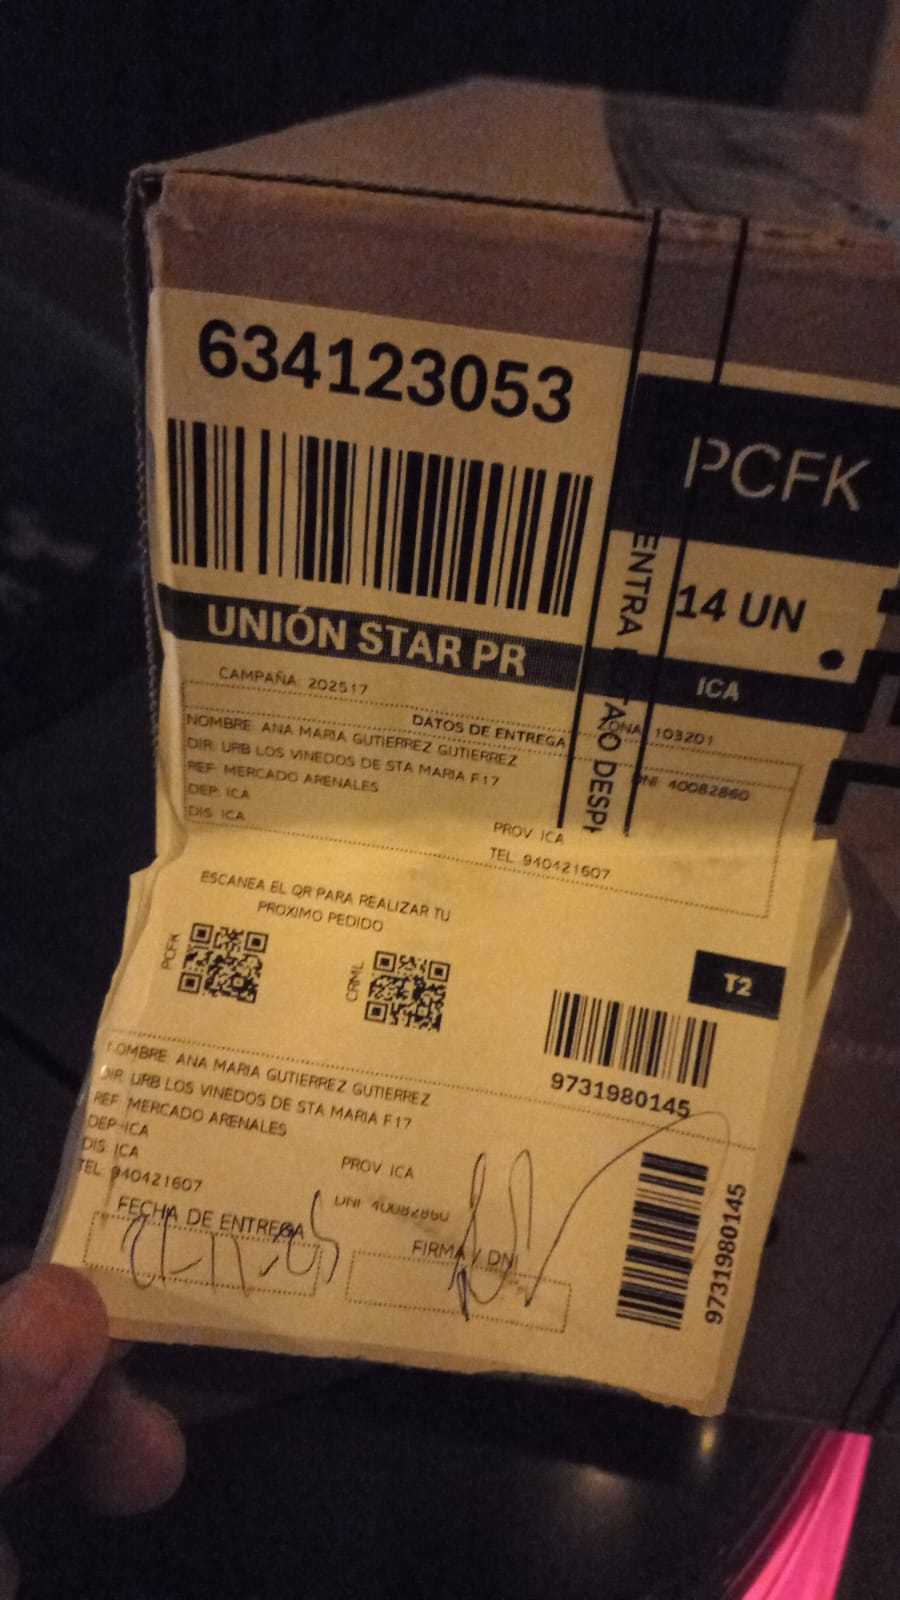 634123053
PCFK
14 UN
UNIÓN STAR PR
ICA
CAMPAÑA: 202517
ZONA: 103201
DATOS DE ENTREGA
NOMBRE: ANA MARIA GUTIERREZ GUTIERREZ
DNI: 40082860
DIR: URB LOS VINEDOS DE STA MARIA F17
REF: MERCADO ARENALES
DEP: ICA
PROV: ICA
DIS: ICA
TEL: 940421607
ESCANEA EL QR PARA REALIZAR TU
PROXIMO PEDIDO
PCFK
CRML
T2
9731980145
NOMBRE: ANA MARIA GUTIERREZ GUTIERREZ
DIR: URB LOS VINEDOS DE STA MARIA F17
REF: MERCADO ARENALES
DEP: ICA
PROV: ICA
DIS: ICA
DNI: 40082860
TEL: 940421607
FECHA DE ENTREGA
FIRMA / DNI
9731980145